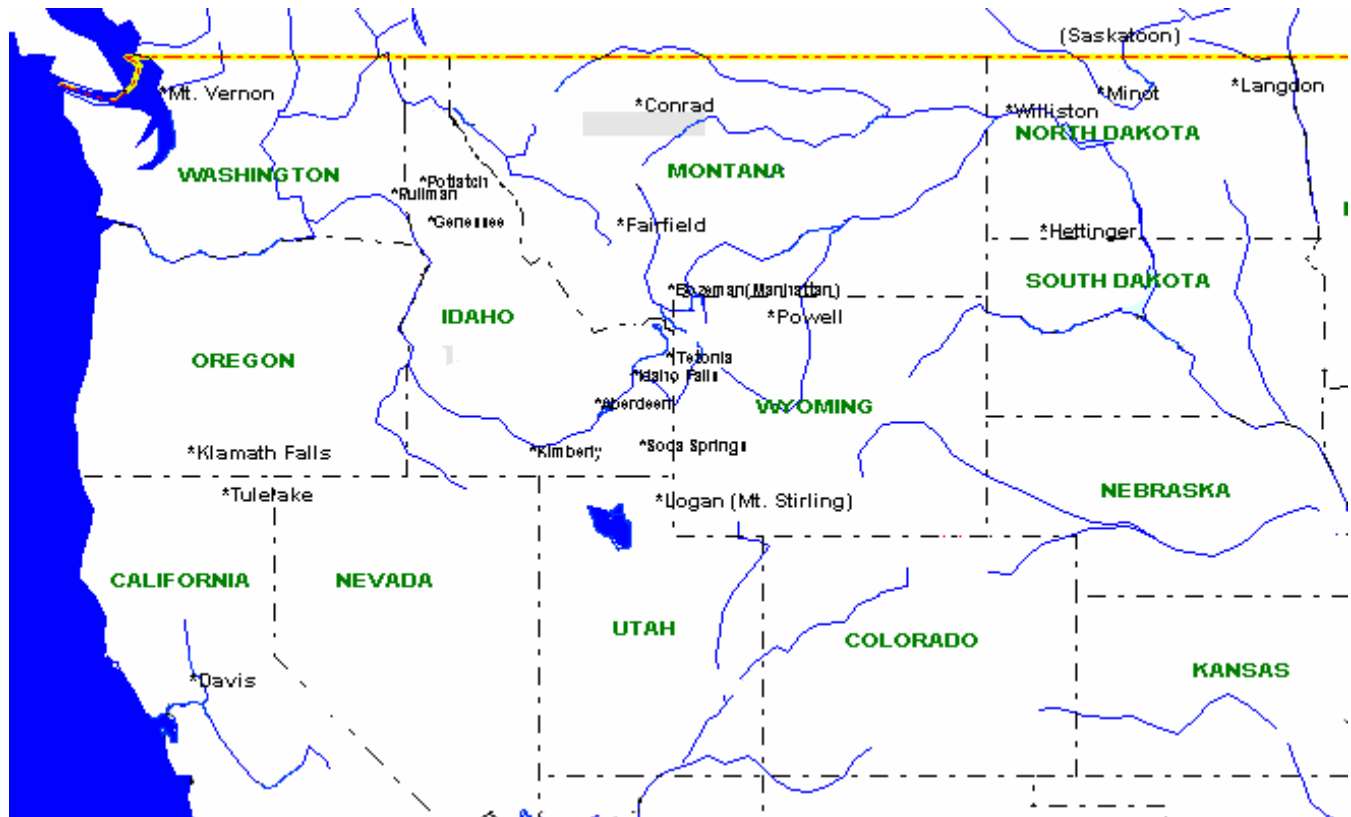 (Saskatoon)
*Mt. Vernon
*Conrad
*Williston
*Minot
*Langdon
NORTH DAKOTA
WASHINGTON
MONTANA
*Potlatch
*Pullman
*Genessee
*Fairfield
*Hettinger
SOUTH DAKOTA
*Bozeman(Manhattan)
IDAHO
*Powell
OREGON
*Tetonia
*Idaho Falls
*Aberdeen
WYOMING
*Klamath Falls
*Kimberly
*Soda Springs
*Tulelake
*Logan (Mt. Stirling)
NEBRASKA
CALIFORNIA
NEVADA
UTAH
COLORADO
KANSAS
*Davis